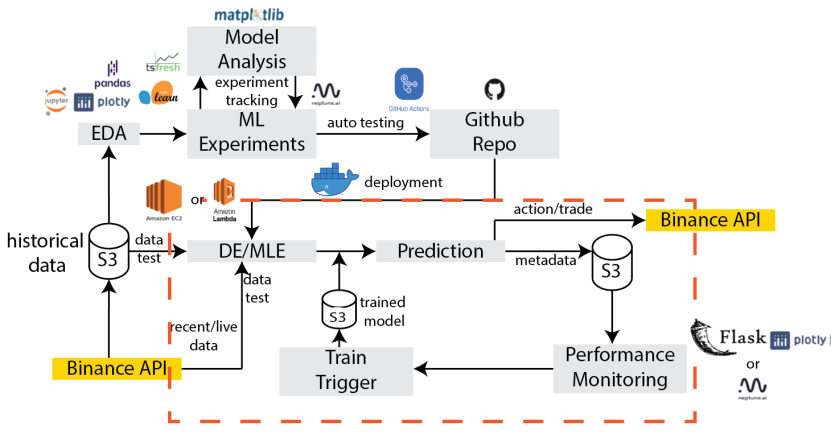 matplotlib
Model
Analysis
tsfresh
pandas
jupyter
plotly
learn
experiment
tracking
neptune.ai
GitHub Actions
EDA
ML
Experiments
auto testing
Github
Repo
Amazon EC2
or
Amazon
Lambda
deployment
action/trade
Binance API
historical
data
S3
data
test
DE/MLE
Prediction
metadata
S3
data
test
S3
trained
model
recent/live
data
Binance API
Train
Trigger
Performance
Monitoring
Flask
plotly
or
neptune.ai